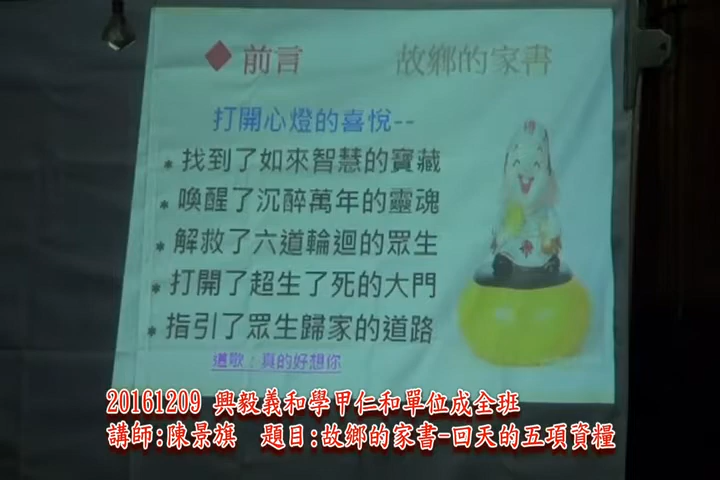 ◆ 前言 故鄉的家書
打開心燈的喜悅--
* 找到了如來智慧的寶藏
* 喚醒了沉醉萬年的靈魂
* 解救了六道輪迴的眾生
* 打開了超生了死的大門
* 指引了眾生歸家的道路
道歌：真的好想你
20161209 興毅義和學甲仁和單位成全班
講師:陳景旗 題目:故鄉的家書-回天的五項資糧